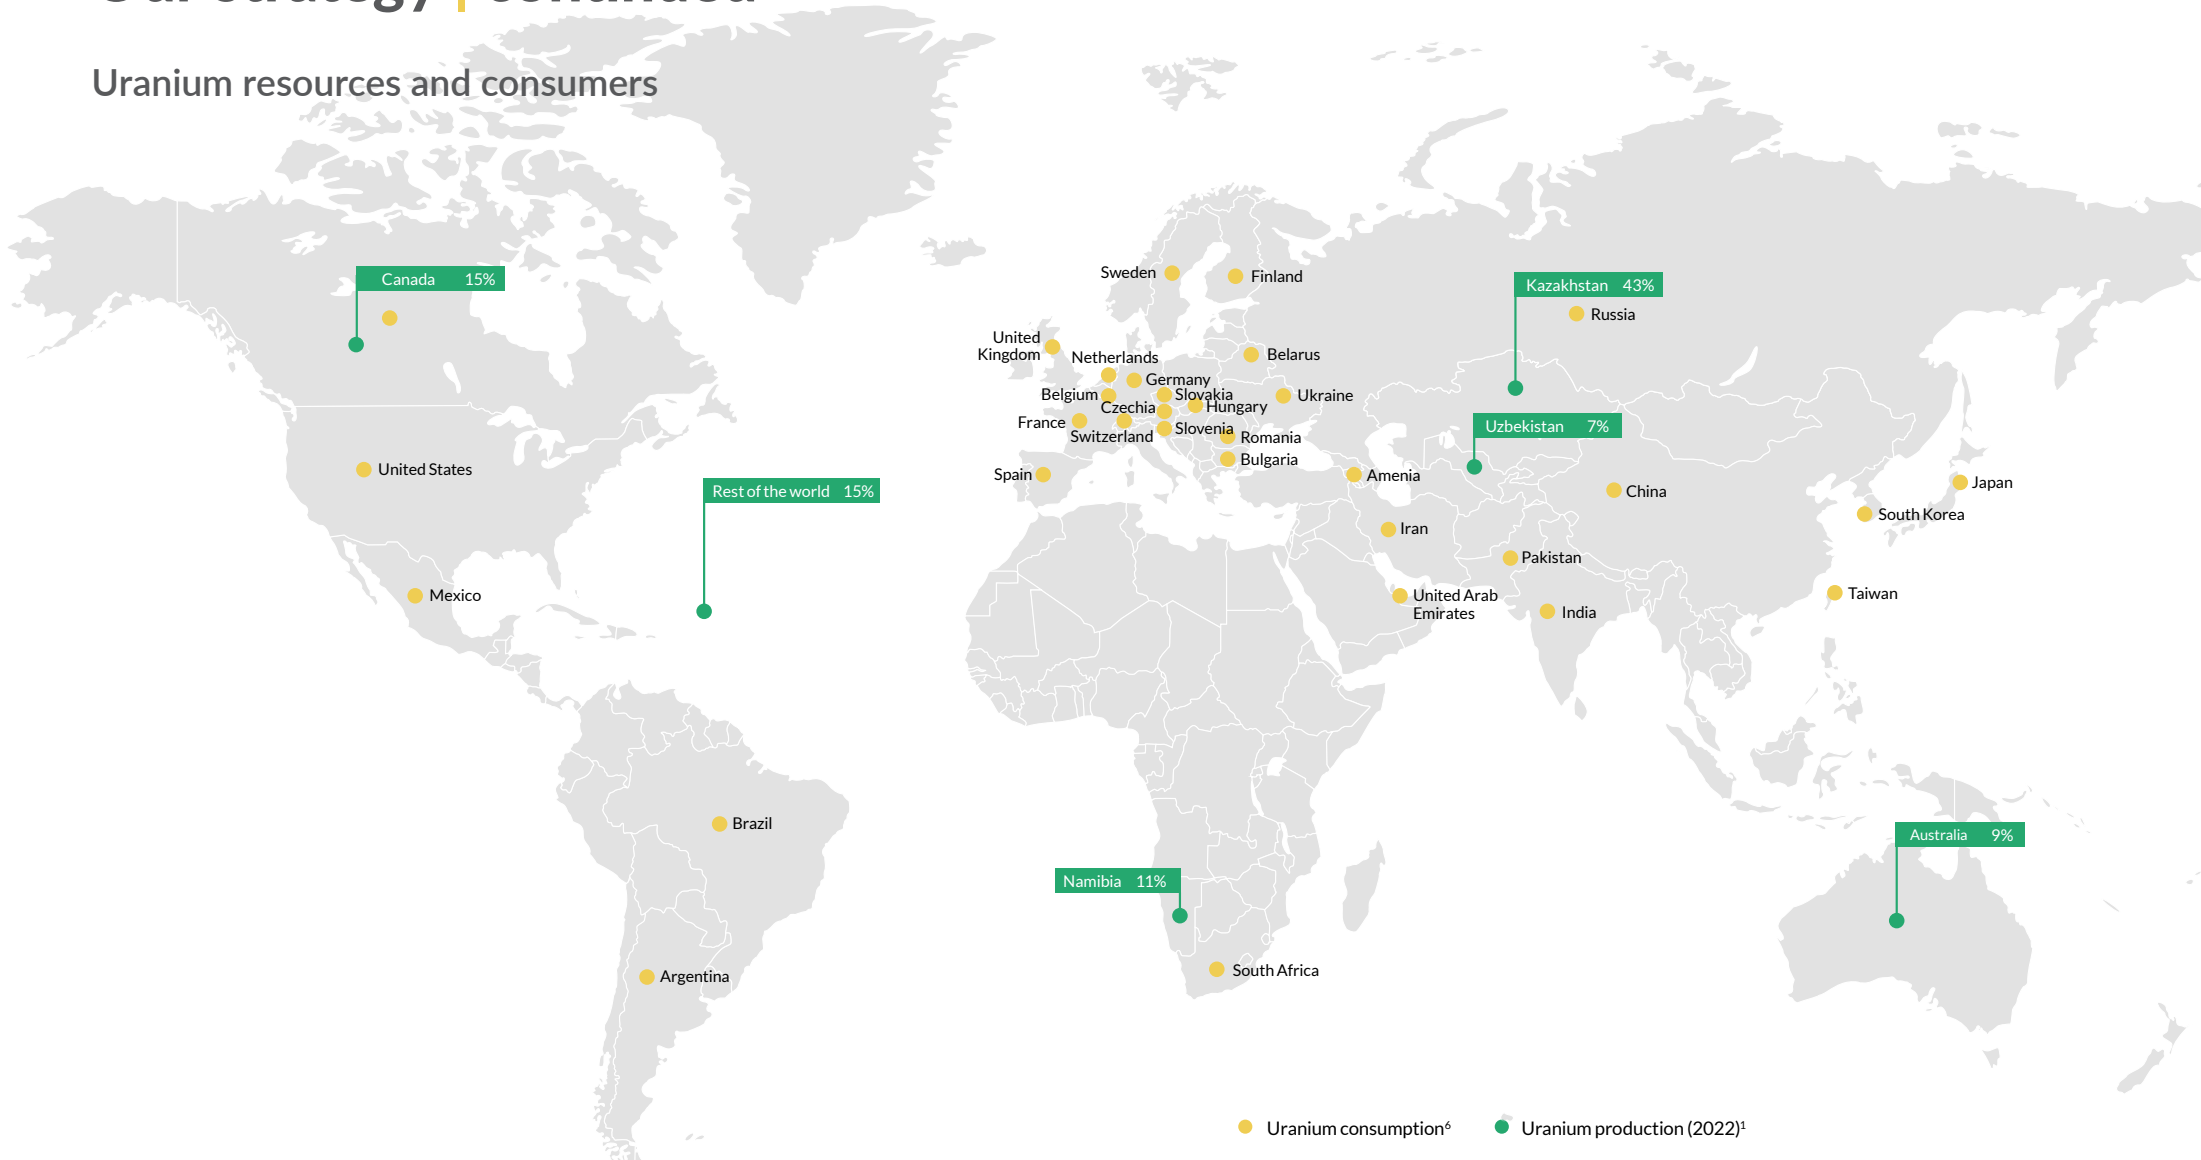 Our Strategy | continued
Uranium resources and consumers
Canada 15%
Kazakhstan 43%
Uzbekistan 7%
Rest of the world 15%
Namibia 11%
Australia 9%
Sweden
Finland
Russia
United
Kingdom
Netherlands
Belarus
Germany
Belgium
Slovakia
Ukraine
Czechia
Hungary
France
Switzerland
Slovenia
Romania
Bulgaria
Spain
Amenia
United States
China
Japan
South Korea
Iran
Pakistan
Mexico
United Arab
Emirates
India
Taiwan
Brazil
Argentina
South Africa
Uranium consumption⁶
Uranium production (2022)¹